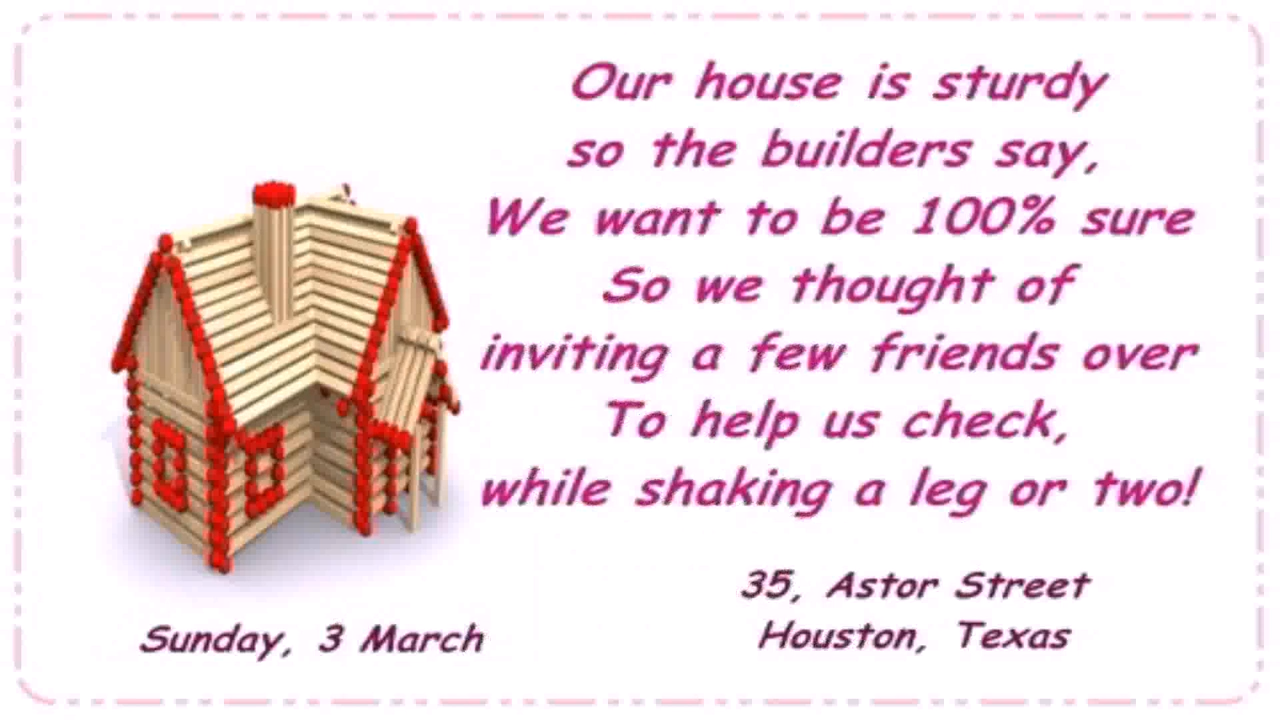 Our house is sturdy
so the builders say,
We want to be 100% sure
So we thought of
inviting a few friends over
To help us check,
while shaking a leg or two!
35, Astor Street
Houston, Texas
Sunday, 3 March